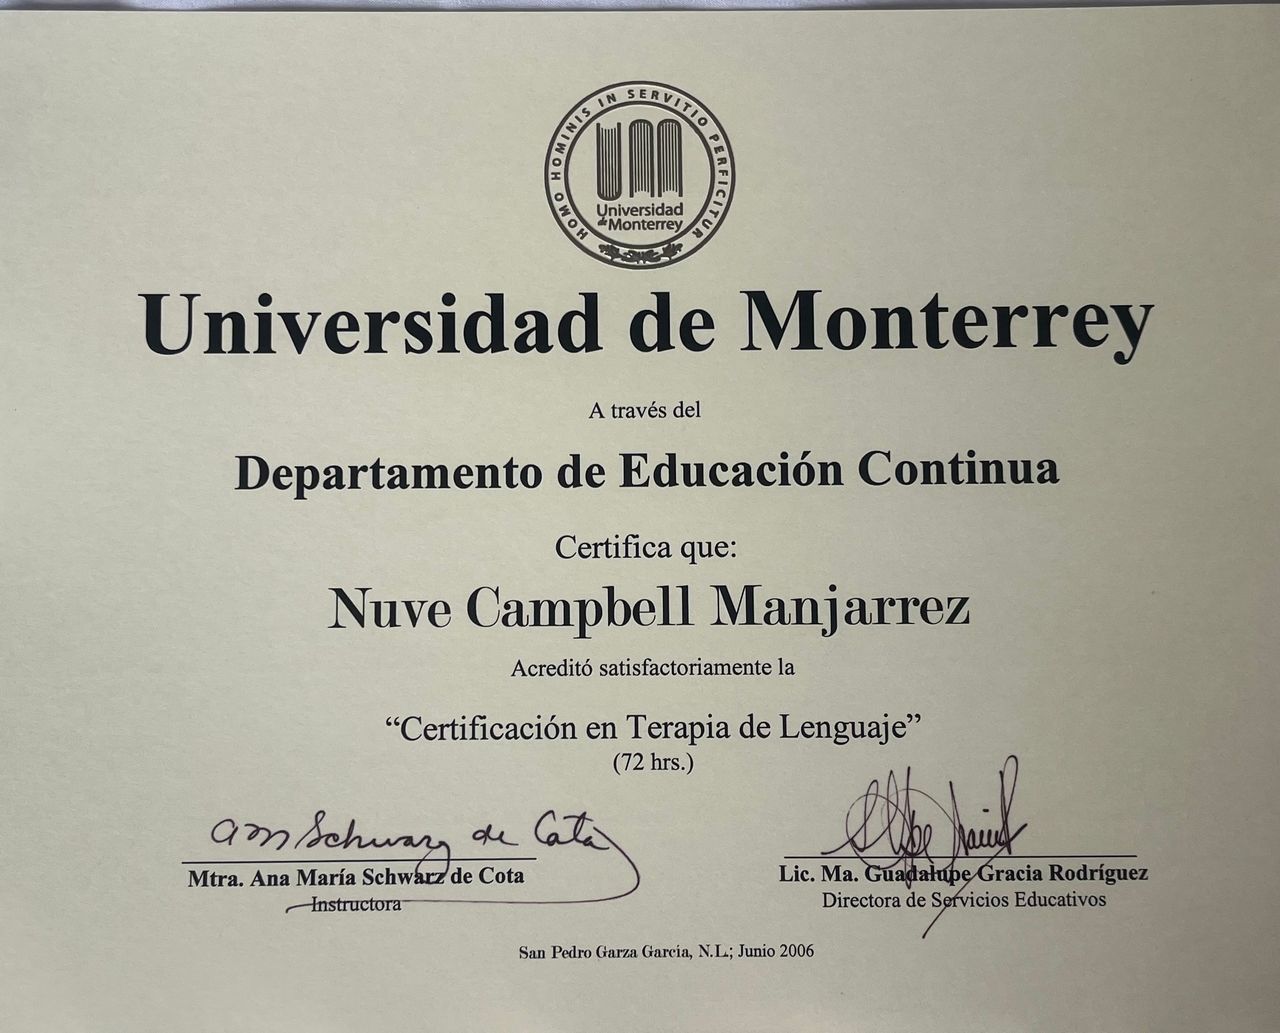 HOMO HOMINIS IN SERVITIO PERFICITUR
Universidad
de Monterrey
Universidad de Monterrey
A través del
Departamento de Educación Continua
Certifica que:
Nuve Campbell Manjarrez
Acreditó satisfactoriamente la
“Certificación en Terapia de Lenguaje”
(72 hrs.)
am Schwarz de Cota
Mtra. Ana María Schwarz de Cota
Instructora
Lic. Ma. Guadalupe Gracia Rodríguez
Directora de Servicios Educativos
San Pedro Garza García, N.L.; Junio 2006